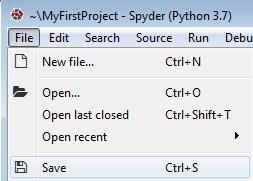 ~\MyFirstProject - Spyder (Python 3.7)
File Edit Search Source Run Debu
New file... Ctrl+N
Open... Ctrl+O
Open last closed Ctrl+Shift+T
Open recent
Save Ctrl+S